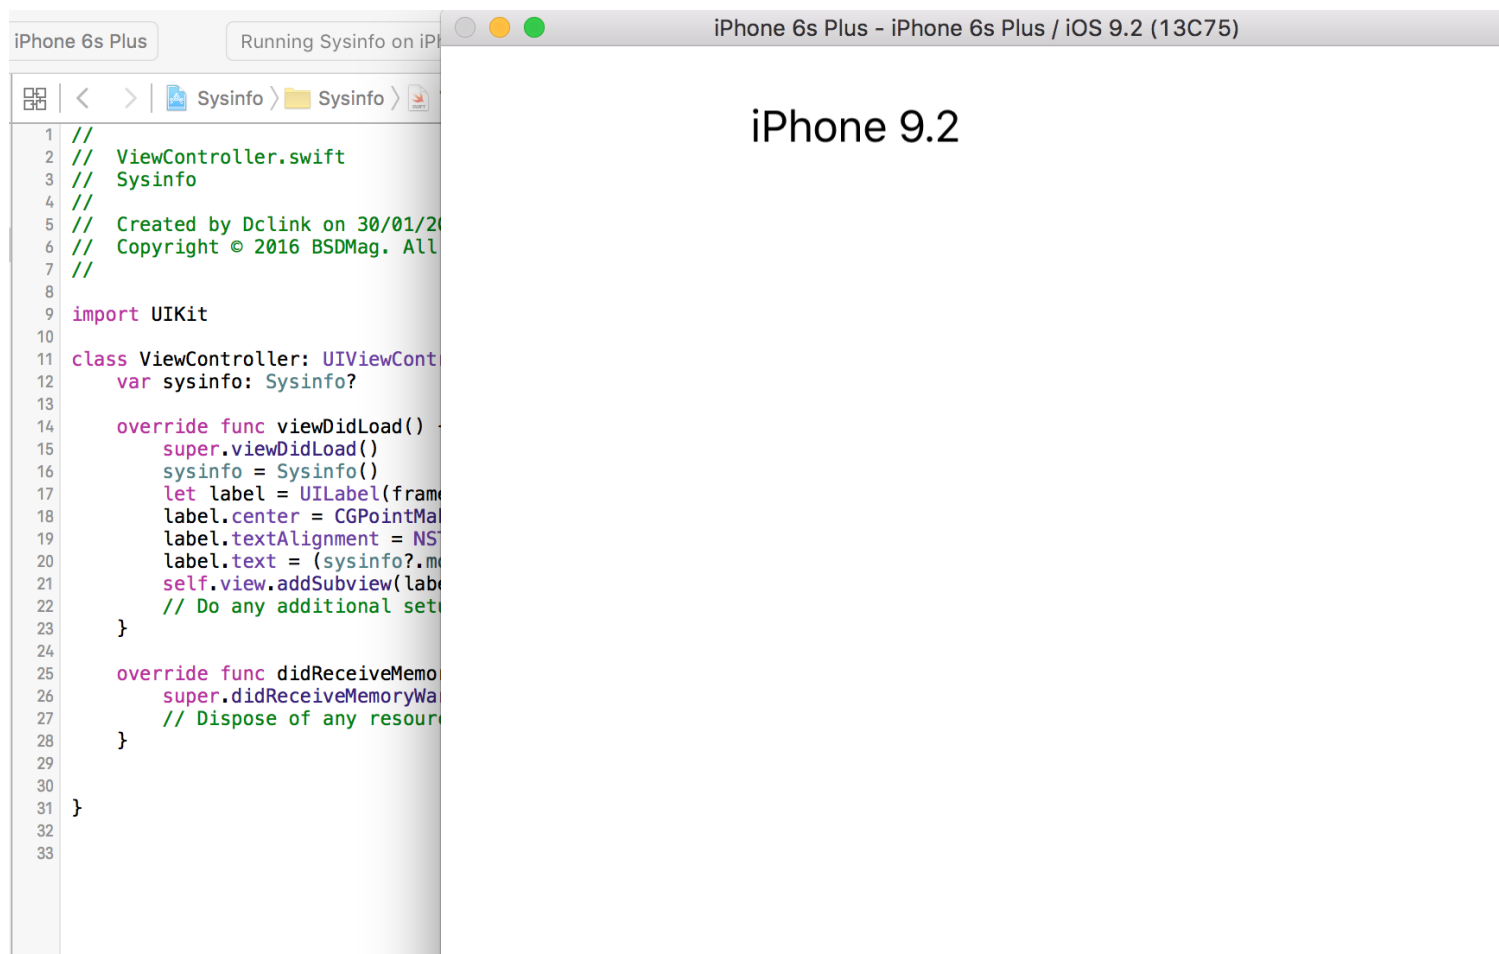 iPhone 6s Plus
Running Sysinfo on
iPhone 6s Plus - iPhone 6s Plus / iOS 9.2 (13C75)
Sysinfo
Sysinfo
iPhone 9.2
1 //
2 //  ViewController.swift
3 //  Sysinfo
4 //
5 //  Created by Dclink on 30/01/20
6 //  Copyright © 2016 BSDMag. All
7 //
8
9 import UIKit
10
11 class ViewController: UIViewCont
12     var sysinfo: Sysinfo?
13
14     override func viewDidLoad()
15         super.viewDidLoad()
16         sysinfo = Sysinfo()
17         let label = UILabel(frame
18         label.center = CGPointMa
19         label.textAlignment = NS
20         label.text = (sysinfo?.mo
21         self.view.addSubview(labe
22         // Do any additional set
23     }
24
25     override func didReceiveMemo
26         super.didReceiveMemoryWa
27         // Dispose of any resour
28     }
29
30
31 }
32
33